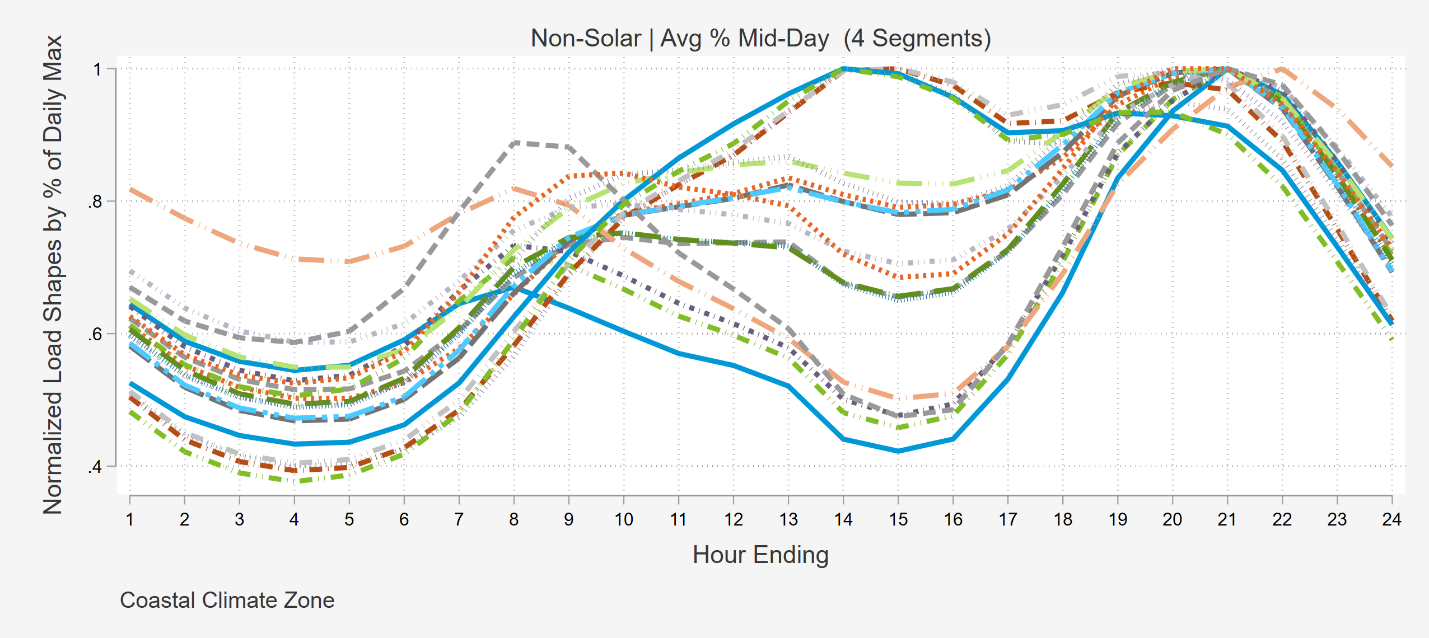 Non-Solar | Avg % Mid-Day (4 Segments)
Normalized Load Shapes by % of Daily Max
1
.8
.6
.4
1 2 3 4 5 6 7 8 9 10 11 12 13 14 15 16 17 18 19 20 21 22 23 24
Hour Ending
Coastal Climate Zone